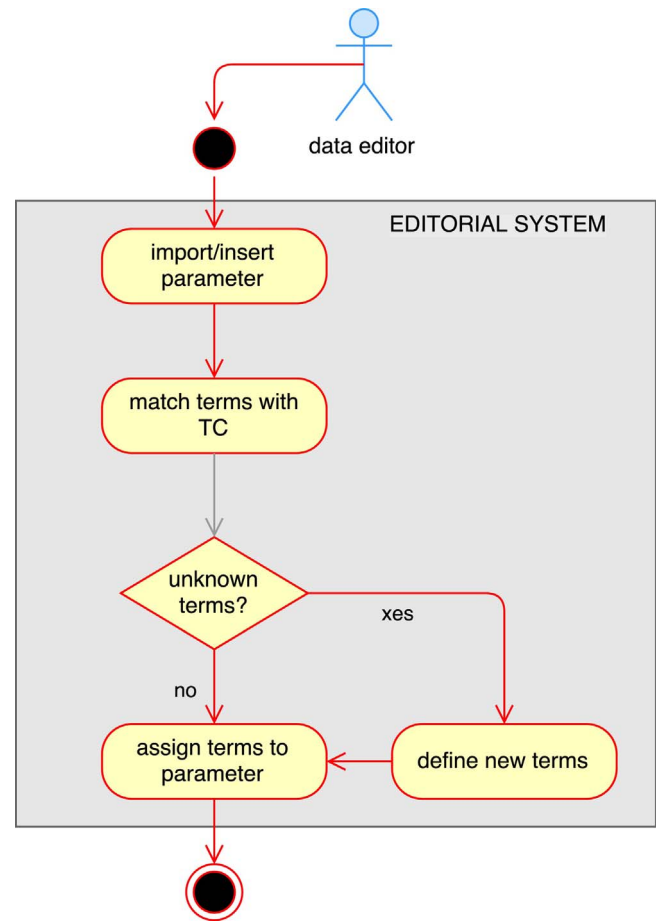 data editor
EDITORIAL SYSTEM
import/insert
parameter
match terms with
TC
unknown
terms?
xes
no
assign terms to
parameter
define new terms